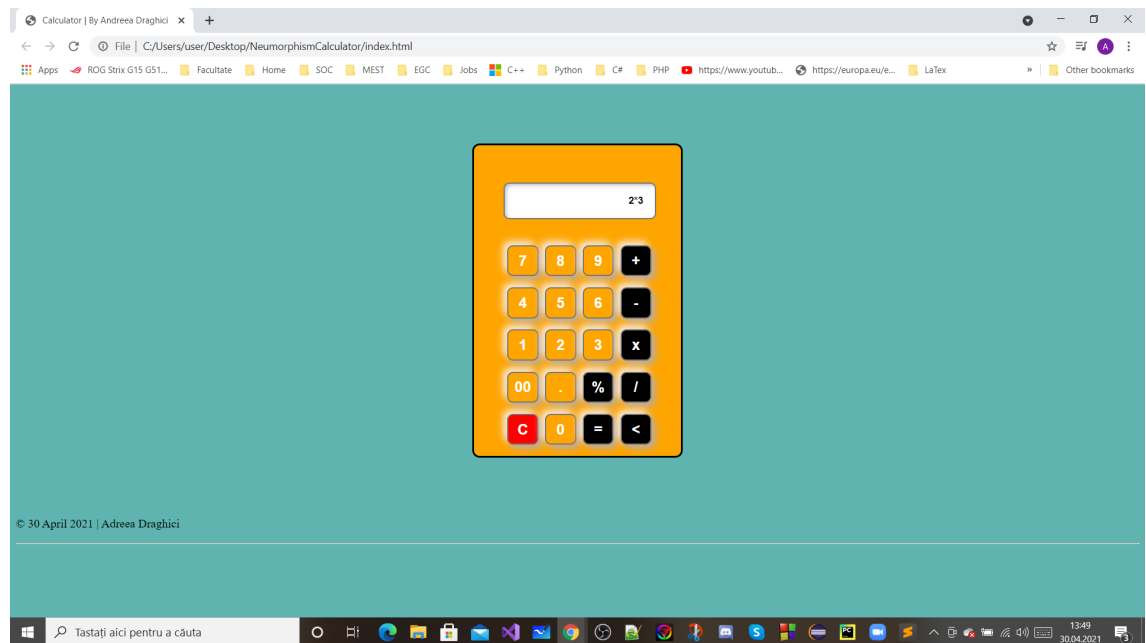 Calculator | By Andreea Draghici
File | C:/Users/user/Desktop/NeumorphismCalculator/index.html
A
Apps ROG Strix G15 G51... Facultate Home SOC MEST EGC Jobs C++ Python C# PHP https://www.youtub... https://europa.eu/e... LaTex » Other bookmarks
2*3
7 8 9 +
4 5 6 -
1 2 3 x
00 . % /
C 0 = <
© 30 April 2021 | Adreea Draghici
Tastați aici pentru a căuta
13:49
30.04.2021